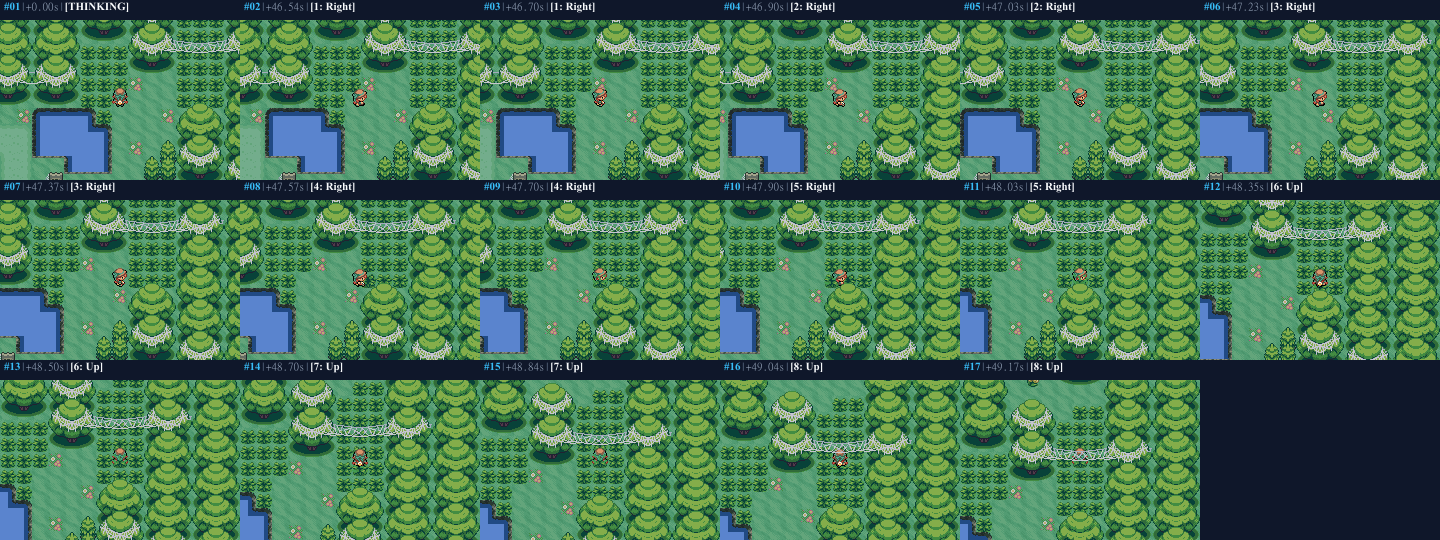 #01 | +0.00s | [THINKING]
#02 | +46.54s | [1: Right]
#03 | +46.70s | [1: Right]
#04 | +46.90s | [2: Right]
#05 | +47.03s | [2: Right]
#06 | +47.23s | [3: Right]
#07 | +47.37s | [3: Right]
#08 | +47.57s | [4: Right]
#09 | +47.70s | [4: Right]
#10 | +47.90s | [5: Right]
#11 | +48.03s | [5: Right]
#12 | +48.35s | [6: Up]
#13 | +48.50s | [6: Up]
#14 | +48.70s | [7: Up]
#15 | +48.84s | [7: Up]
#16 | +49.04s | [8: Up]
#17 | +49.17s | [8: Up]